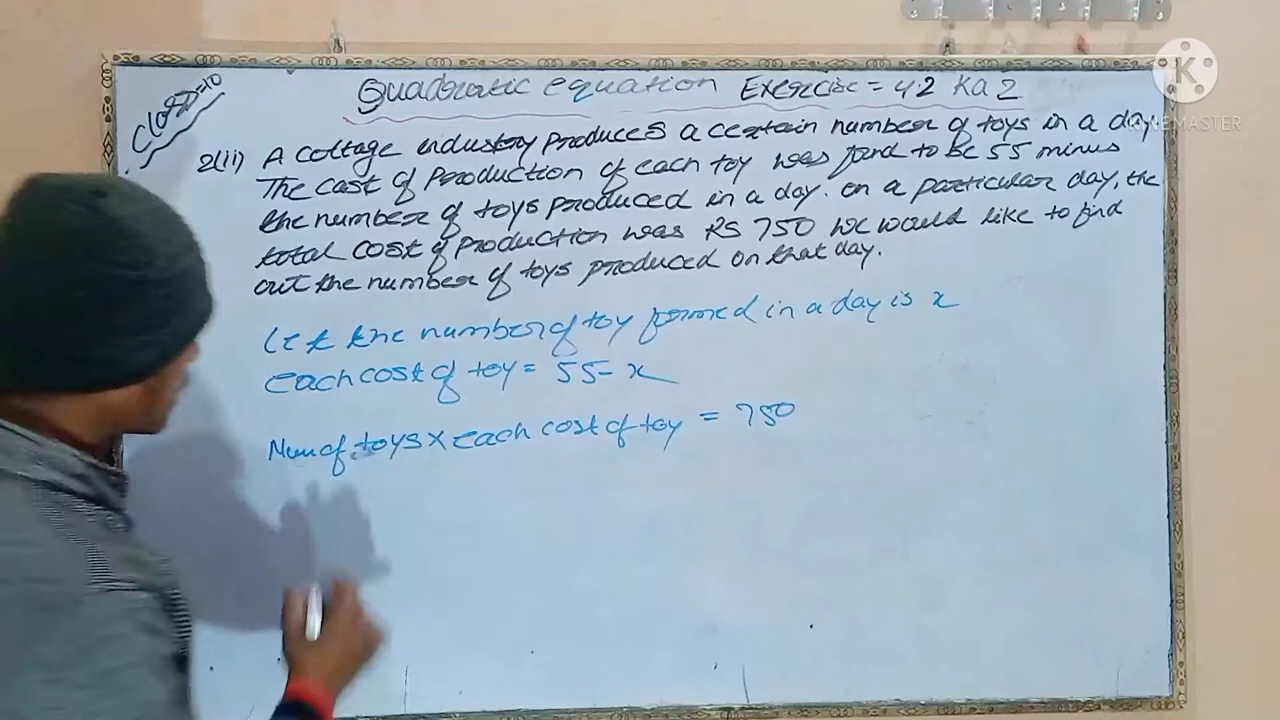 Quadratic equation Exercise = 4.2 Ka 2
Class=10
2(ii) A cottage industry produces a certain number of toys in a day.
The cost of production of each toy was found to be 55 minus
the number of toys produced in a day. on a particular day, the
total cost of production was RS 750 we would like to find
out the number of toys produced on that day.
Let the number of toy formed in a day is x
each cost of toy = 55 - x
Num of toys x each cost of toy = 750
K
KINEMASTER